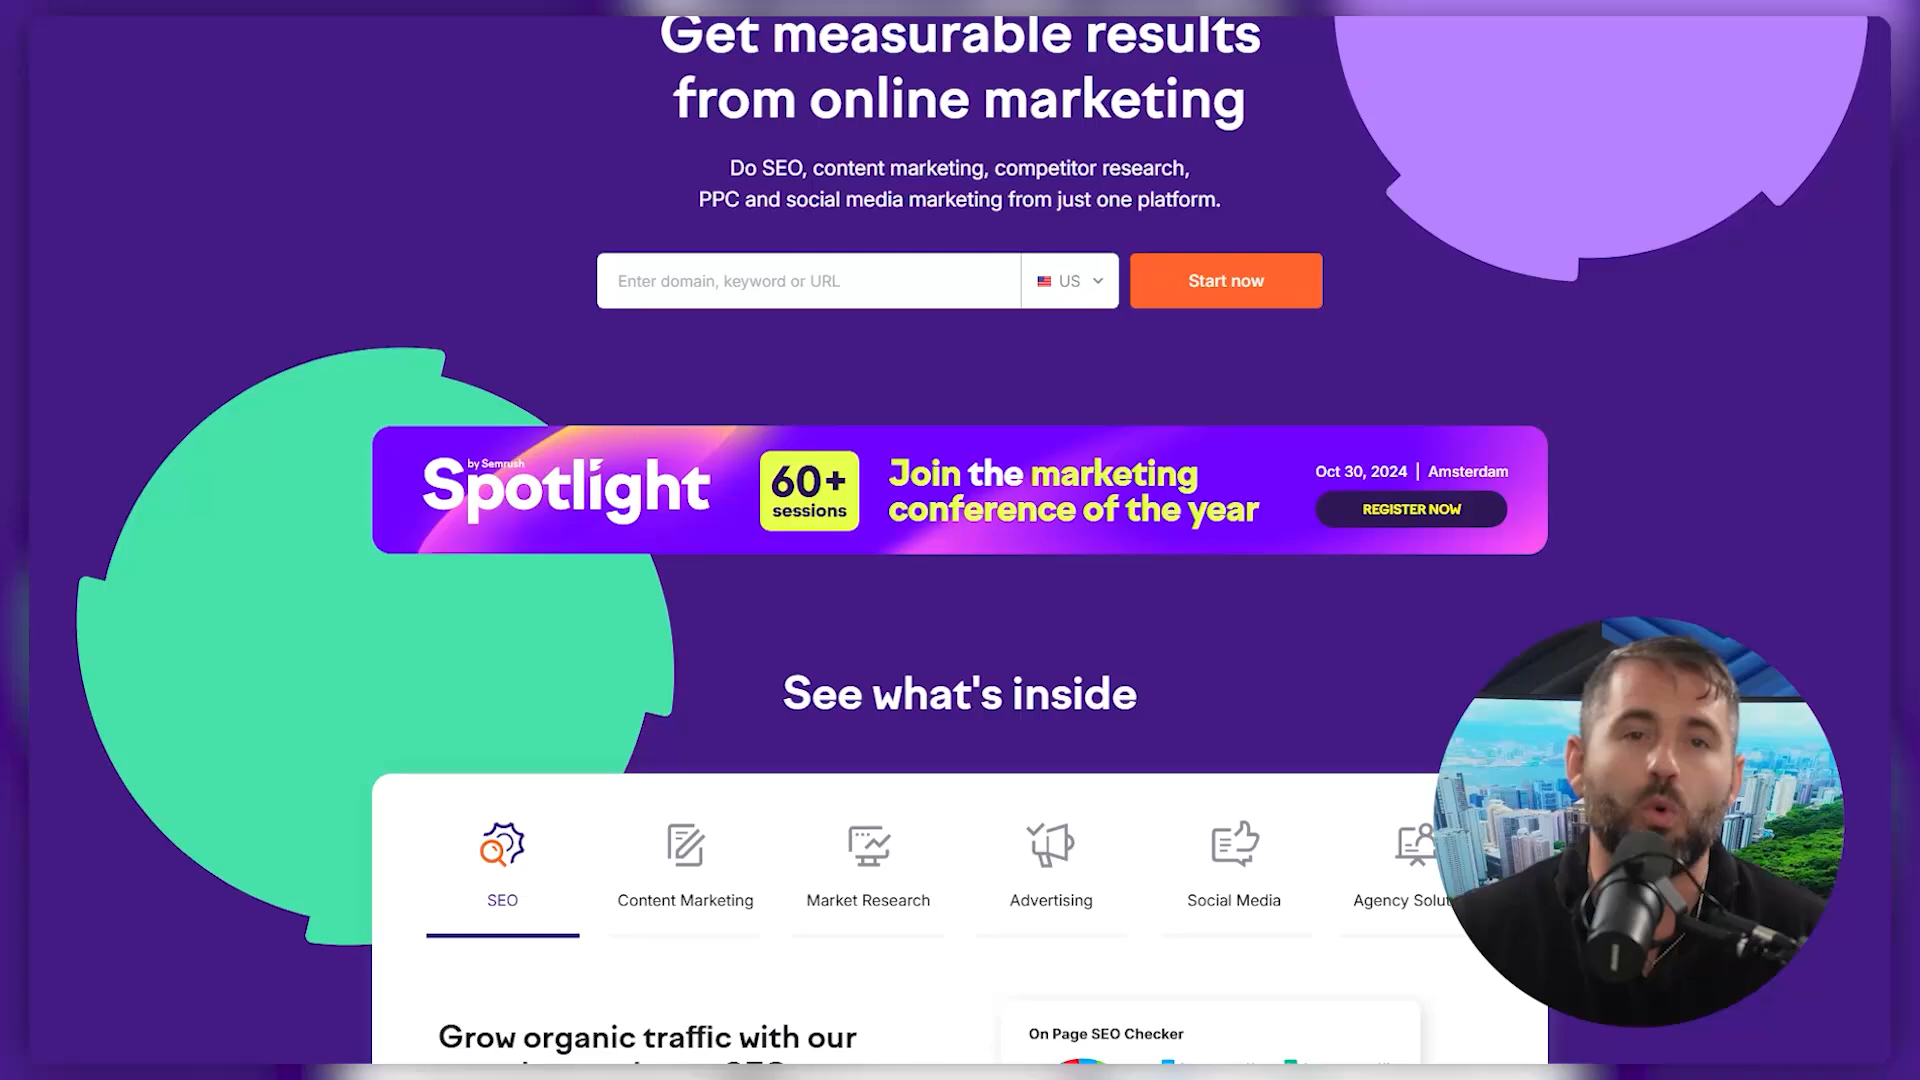 Get measurable results
from online marketing
Do SEO, content marketing, competitor research,
PPC and social media marketing from just one platform.
Enter domain, keyword or URL
US
Start now
by Semrush
Spotlight
60+
sessions
Join the marketing
conference of the year
Oct 30, 2024 | Amsterdam
REGISTER NOW
See what's inside
SEO
Content Marketing
Market Research
Advertising
Social Media
Agency Solut
Grow organic traffic with our
On Page SEO Checker